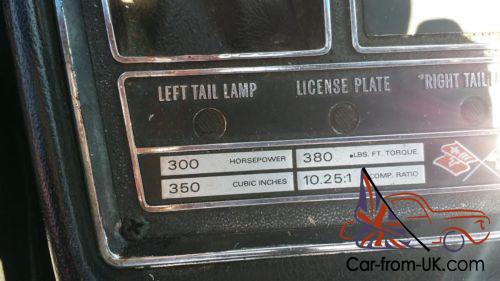 LEFT TAIL LAMP LICENSE PLATE RIGHT TAIL
300 HORSEPOWER 380 LBS. FT. TORQUE
350 CUBIC INCHES 10.25:1 COMP. RATIO
Car-from-UK.com